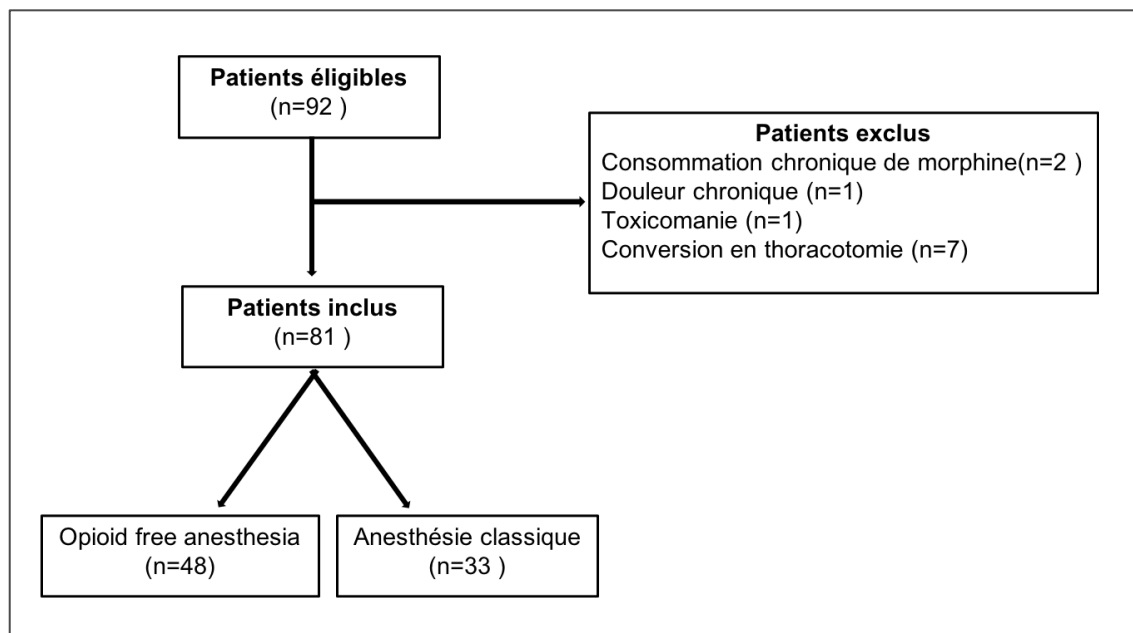 Patients éligibles
(n=92 )
Patients exclus
Consommation chronique de morphine(n=2 )
Douleur chronique (n=1)
Toxicomanie (n=1)
Conversion en thoracotomie (n=7)
Patients inclus
(n=81 )
Opioid free anesthesia
(n=48)
Anesthésie classique
(n=33 )